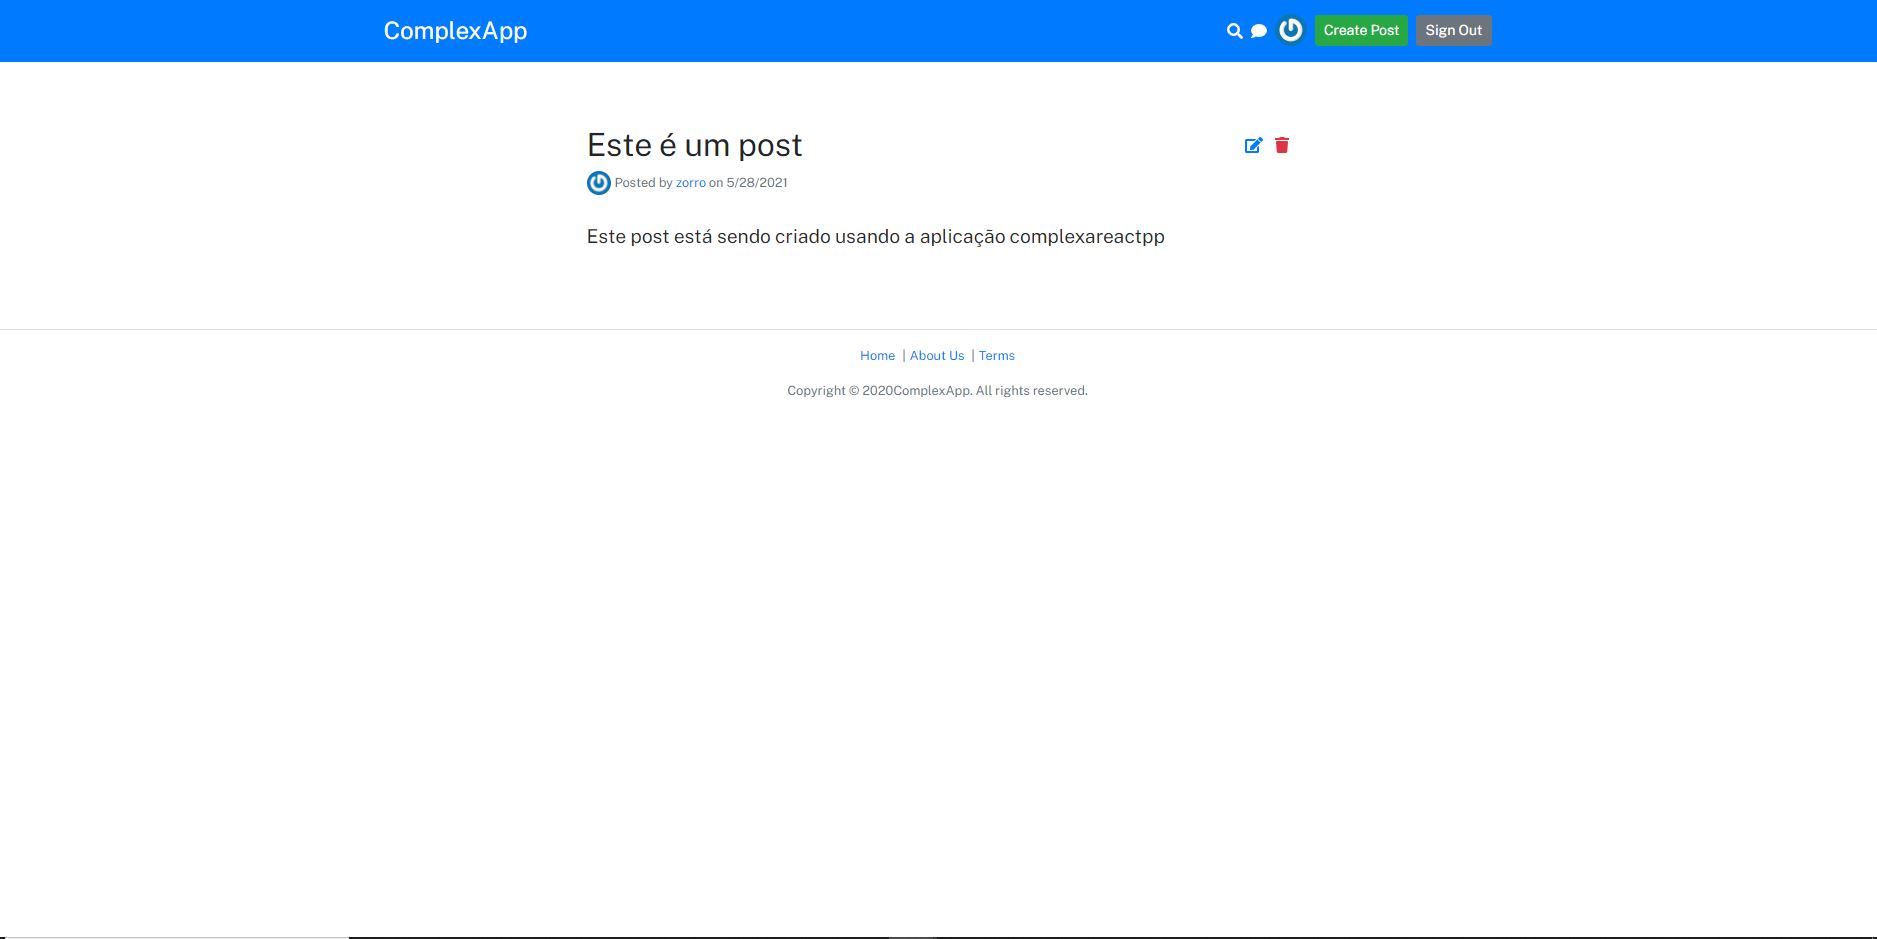 ComplexApp
Create Post
Sign Out
Este é um post
Posted by zorro on 5/28/2021
Este post está sendo criado usando a aplicação complexareactpp
Home | About Us | Terms
Copyright © 2020ComplexApp. All rights reserved.